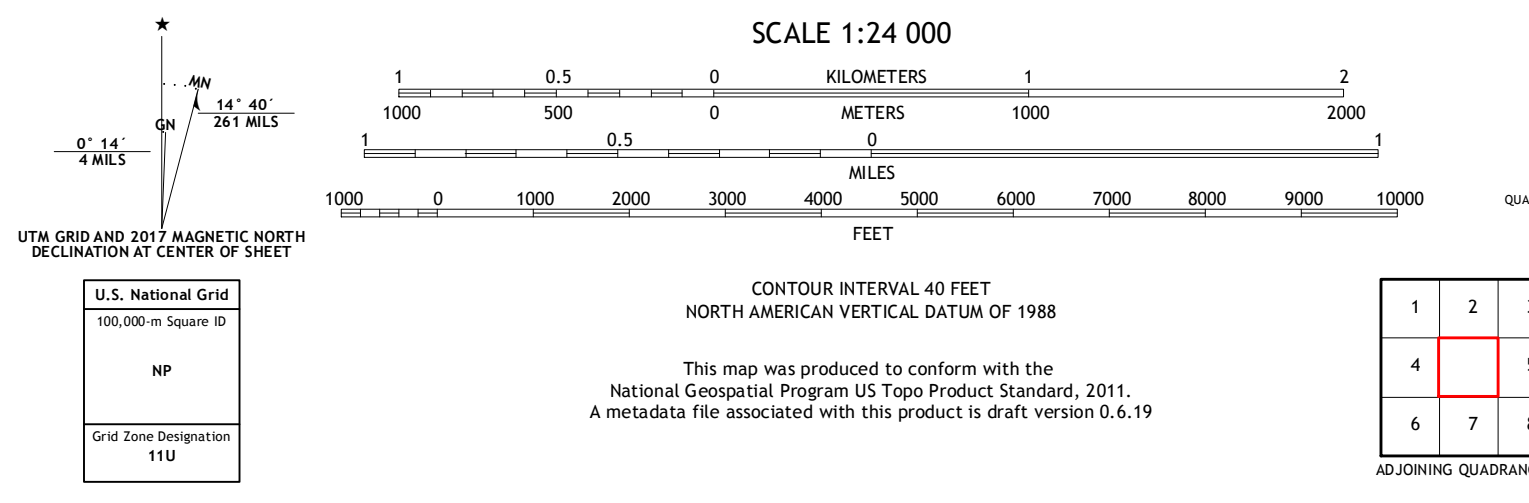 SCALE 1:24 000
MN
14° 40´
261 MILS
GN
0° 14´
4 MILS
UTM GRID AND 2017 MAGNETIC NORTH
DECLINATION AT CENTER OF SHEET
U.S. National Grid
100,000-m Square ID
NP
Grid Zone Designation
11U
1 0.5 0 KILOMETERS 1 2
1000 500 0 METERS 1000 2000
1 0.5 0 1
MILES
1000 0 1000 2000 3000 4000 5000 6000 7000 8000 9000 10000
FEET
CONTOUR INTERVAL 40 FEET
NORTH AMERICAN VERTICAL DATUM OF 1988
This map was produced to conform with the
National Geospatial Program US Topo Product Standard, 2011.
A metadata file associated with this product is draft version 0.6.19
1 2
4
6 7
ADJOINING